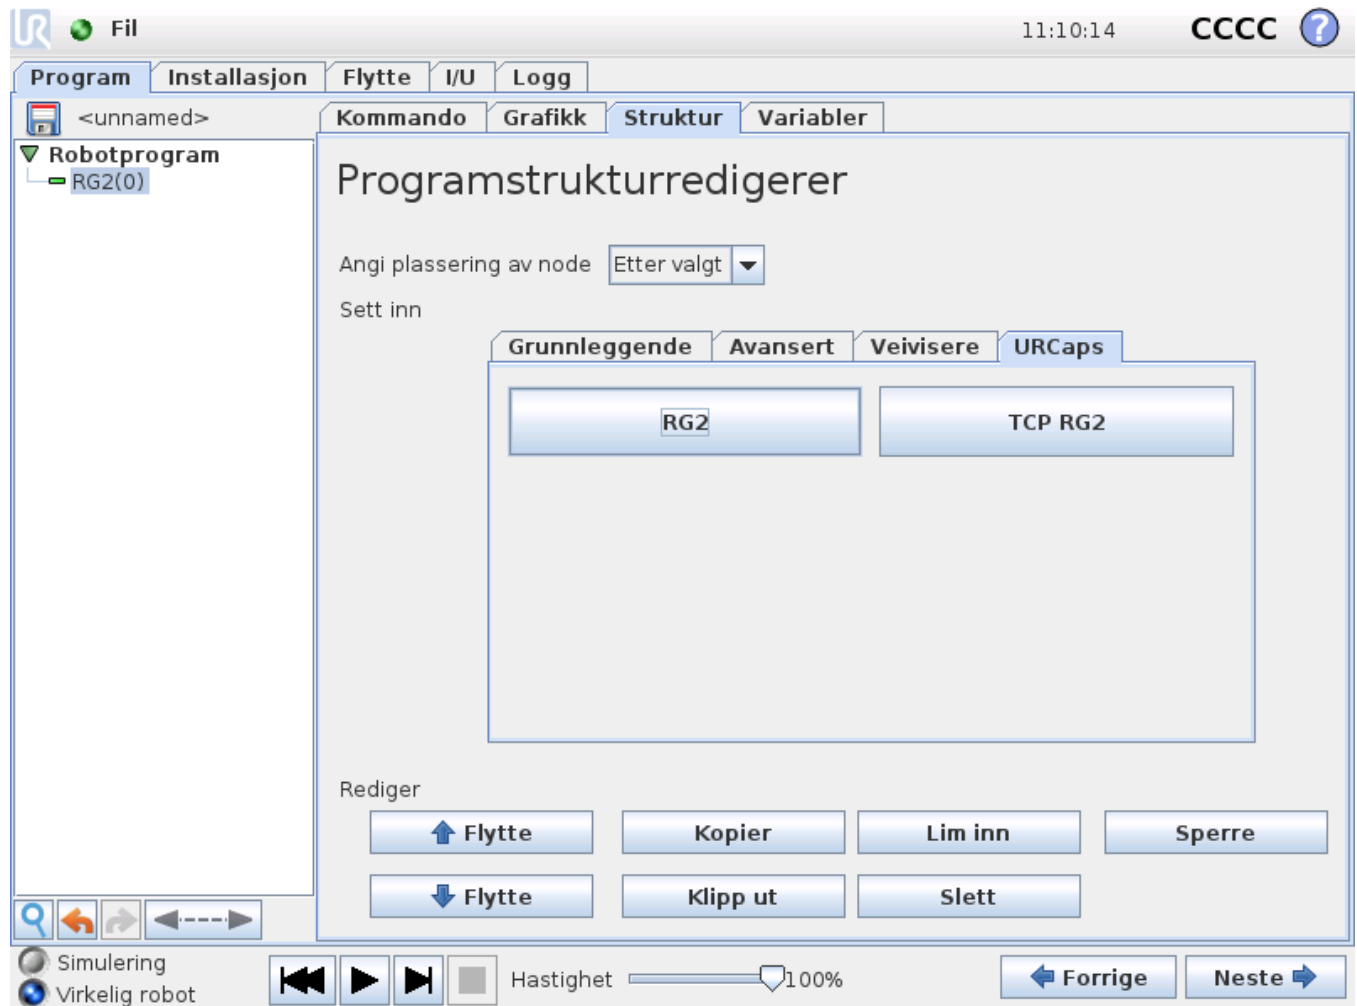 UR Fil 11:10:14 CCCC ?
Program Installasjon Flytte I/U Logg
<unnamed> Kommando Grafikk Struktur Variabler
Robotprogram
RG2(0)
Programstrukturredigerer
Angi plassering av node Etter valgt
Sett inn
Grunnleggende Avansert Veivisere URCaps
RG2 TCP RG2
Rediger
Flytte Kopier Lim inn Sperre
Flytte Klipp ut Slett
Simulering
Virkelig robot
Hastighet 100% Forrige Neste